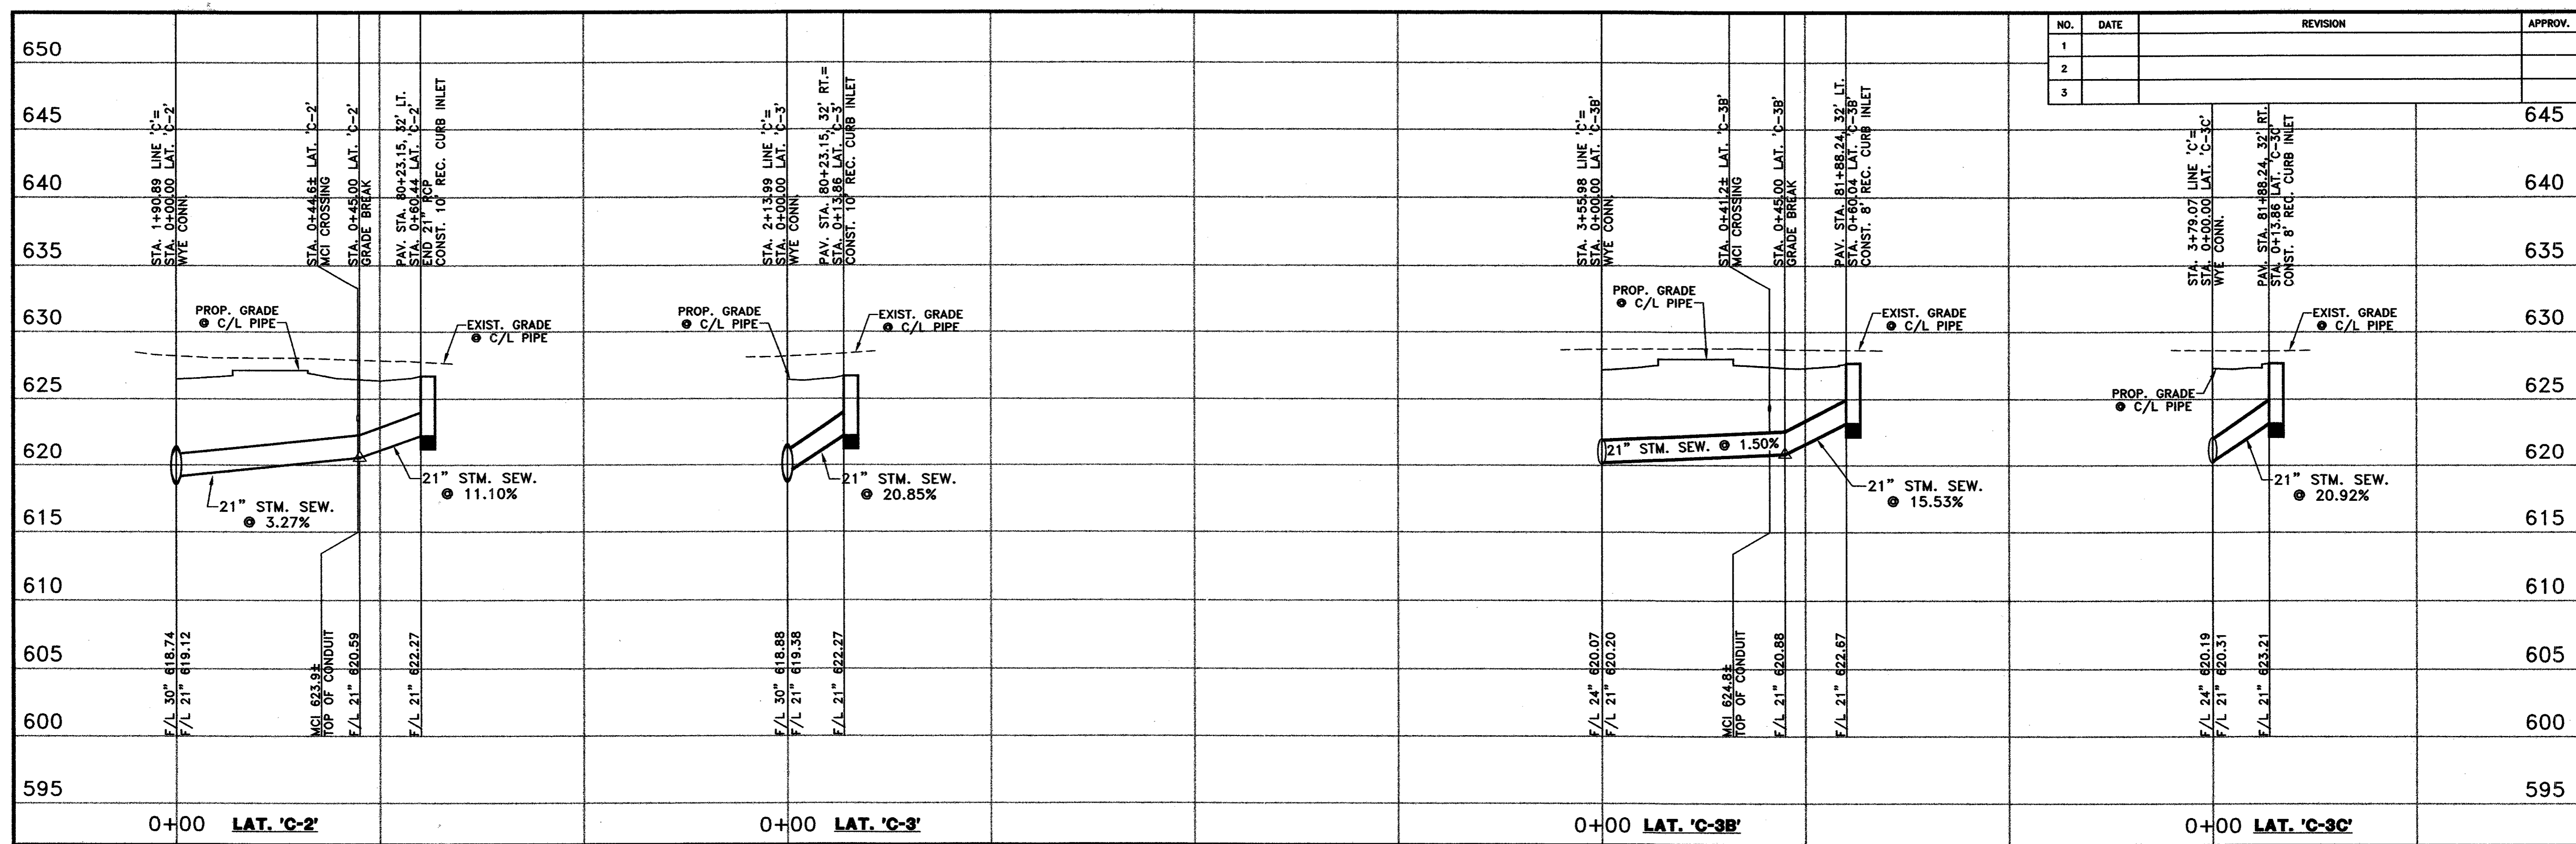 NO. DATE REVISION APPROV.
1
2
3
650
645
640
635
630
625
620
615
610
605
600
595
STA. 1+90.89 LINE 'C'=
STA. 0+00.00 LAT. 'C-2'
WYE CONN.
STA. 0+44.6± LAT. 'C-2'
MCI CROSSING
STA. 0+45.00 LAT. 'C-2'
GRADE BREAK
PAV. STA. 80+23.15, 32' LT.
STA. 0+60.44 LAT. 'C-2'
END 21" RCP
CONST. 10' REC. CURB INLET
PROP. GRADE
@ C/L PIPE
EXIST. GRADE
@ C/L PIPE
21" STM. SEW.
@ 3.27%
21" STM. SEW.
@ 11.10%
F/L 30" 618.74
F/L 21" 619.12
MCI 623.9±
TOP OF CONDUIT
F/L 21" 620.59
F/L 21" 622.27
0+00 LAT. 'C-2'
STA. 2+13.99 LINE 'C'=
STA. 0+00.00 LAT. 'C-3'
WYE CONN.
PAV. STA. 80+23.15, 32' RT.=
STA. 0+13.86 LAT. 'C-3'
CONST. 10' REC. CURB INLET
PROP. GRADE
@ C/L PIPE
EXIST. GRADE
@ C/L PIPE
21" STM. SEW.
@ 20.85%
F/L 30" 618.88
F/L 21" 619.38
F/L 21" 622.27
0+00 LAT. 'C-3'
STA. 3+55.98 LINE 'C'=
STA. 0+00.00 LAT. 'C-3B'
WYE CONN.
STA. 0+41.2± LAT. 'C-3B'
MCI CROSSING
STA. 0+45.00 LAT. 'C-3B'
GRADE BREAK
PAV. STA. 81+88.24, 32' LT.
STA. 0+60.04 LAT. 'C-3B'
CONST. 8' REC. CURB INLET
PROP. GRADE
@ C/L PIPE
EXIST. GRADE
@ C/L PIPE
21" STM. SEW. @ 1.50%
21" STM. SEW.
@ 15.53%
F/L 24" 620.07
F/L 21" 620.20
MCI 624.8±
TOP OF CONDUIT
F/L 21" 620.88
F/L 21" 622.67
0+00 LAT. 'C-3B'
STA. 3+79.07 LINE 'C'=
STA. 0+00.00 LAT. 'C-3C'
WYE CONN.
PAV. STA. 81+88.24, 32' RT.
STA. 0+13.86 LAT. 'C-3C'
CONST. 8' REC. CURB INLET
PROP. GRADE
@ C/L PIPE
EXIST. GRADE
@ C/L PIPE
21" STM. SEW.
@ 20.92%
F/L 24" 620.19
F/L 21" 620.31
F/L 21" 623.21
0+00 LAT. 'C-3C'
645
640
635
630
625
620
615
610
605
600
595